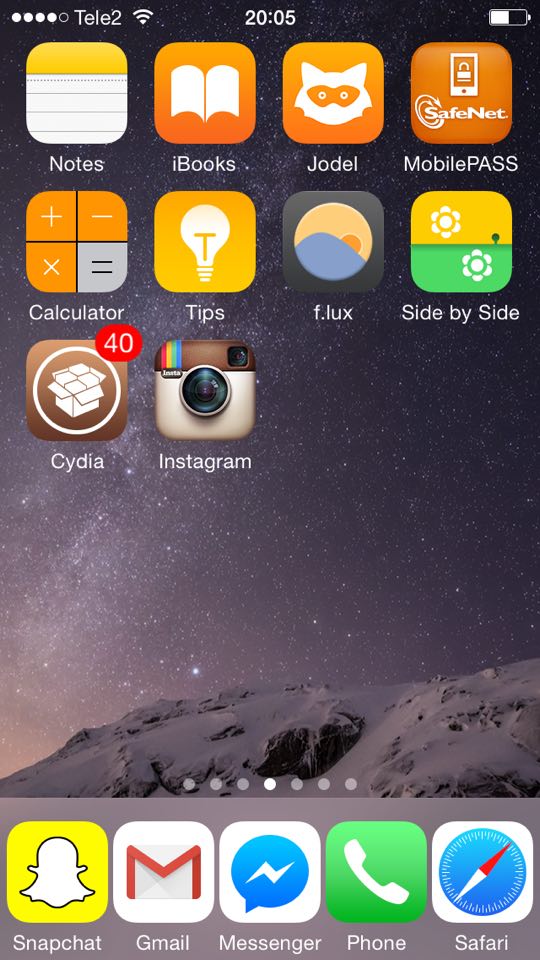 Tele2 20:05
SafeNet.
Notes iBooks Jodel MobilePASS
Calculator Tips f.lux Side by Side
40
Insta
Cydia Instagram
Snapchat Gmail Messenger Phone Safari